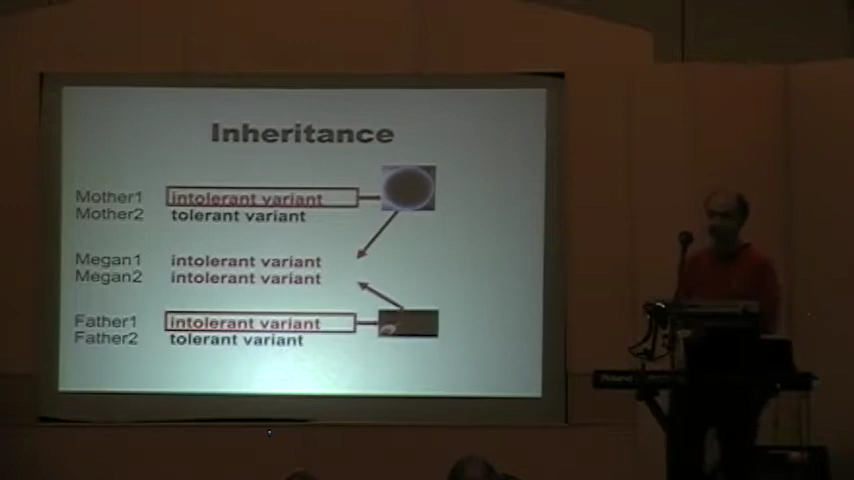 Inheritance
Mother1 intolerant variant
Mother2 tolerant variant
Megan1 intolerant variant
Megan2 intolerant variant
Father1 intolerant variant
Father2 tolerant variant
Roland